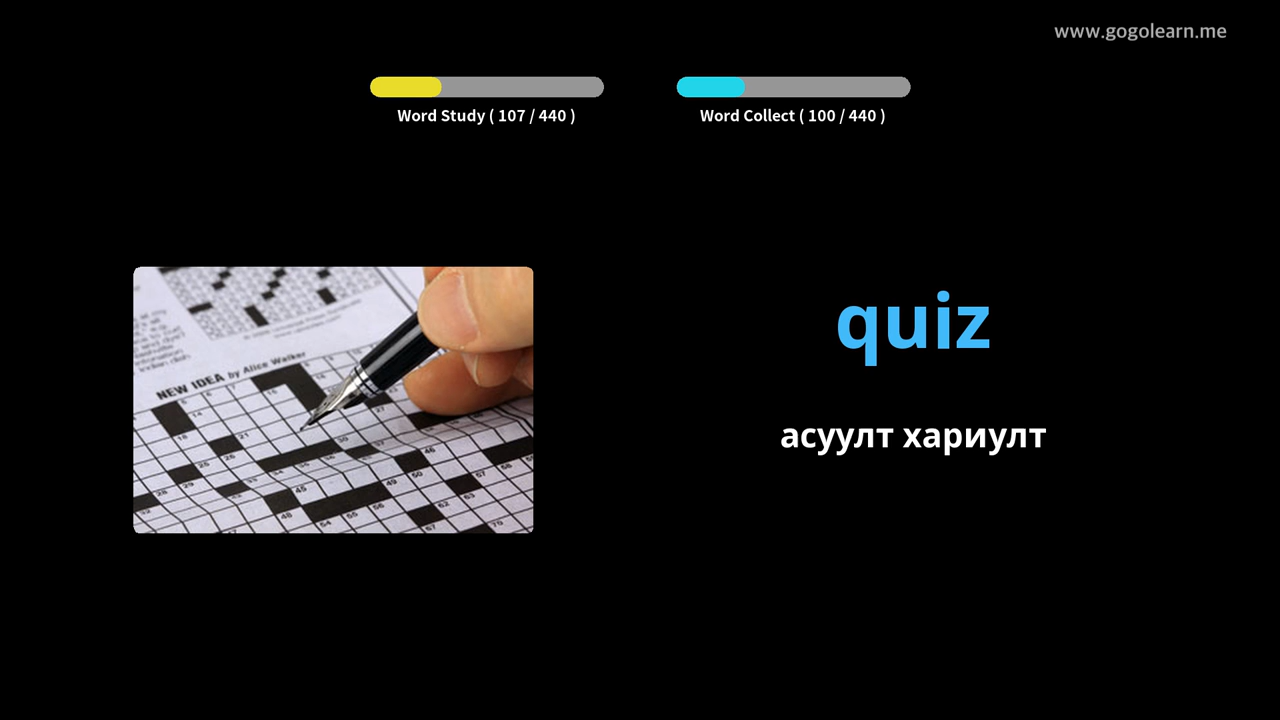 www.gogolearn.me
Word Study ( 107 / 440 )
Word Collect ( 100 / 440 )
NEW IDEA by Alice Walker
quiz
асуулт хариулт